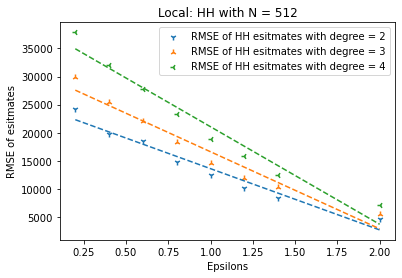 Local: HH with N = 512
RMSE of HH esitmates with degree = 2
RMSE of HH esitmates with degree = 3
RMSE of HH esitmates with degree = 4
RMSE of esitmates
35000
30000
25000
20000
15000
10000
5000
0.25 0.50 0.75 1.00 1.25 1.50 1.75 2.00
Epsilons